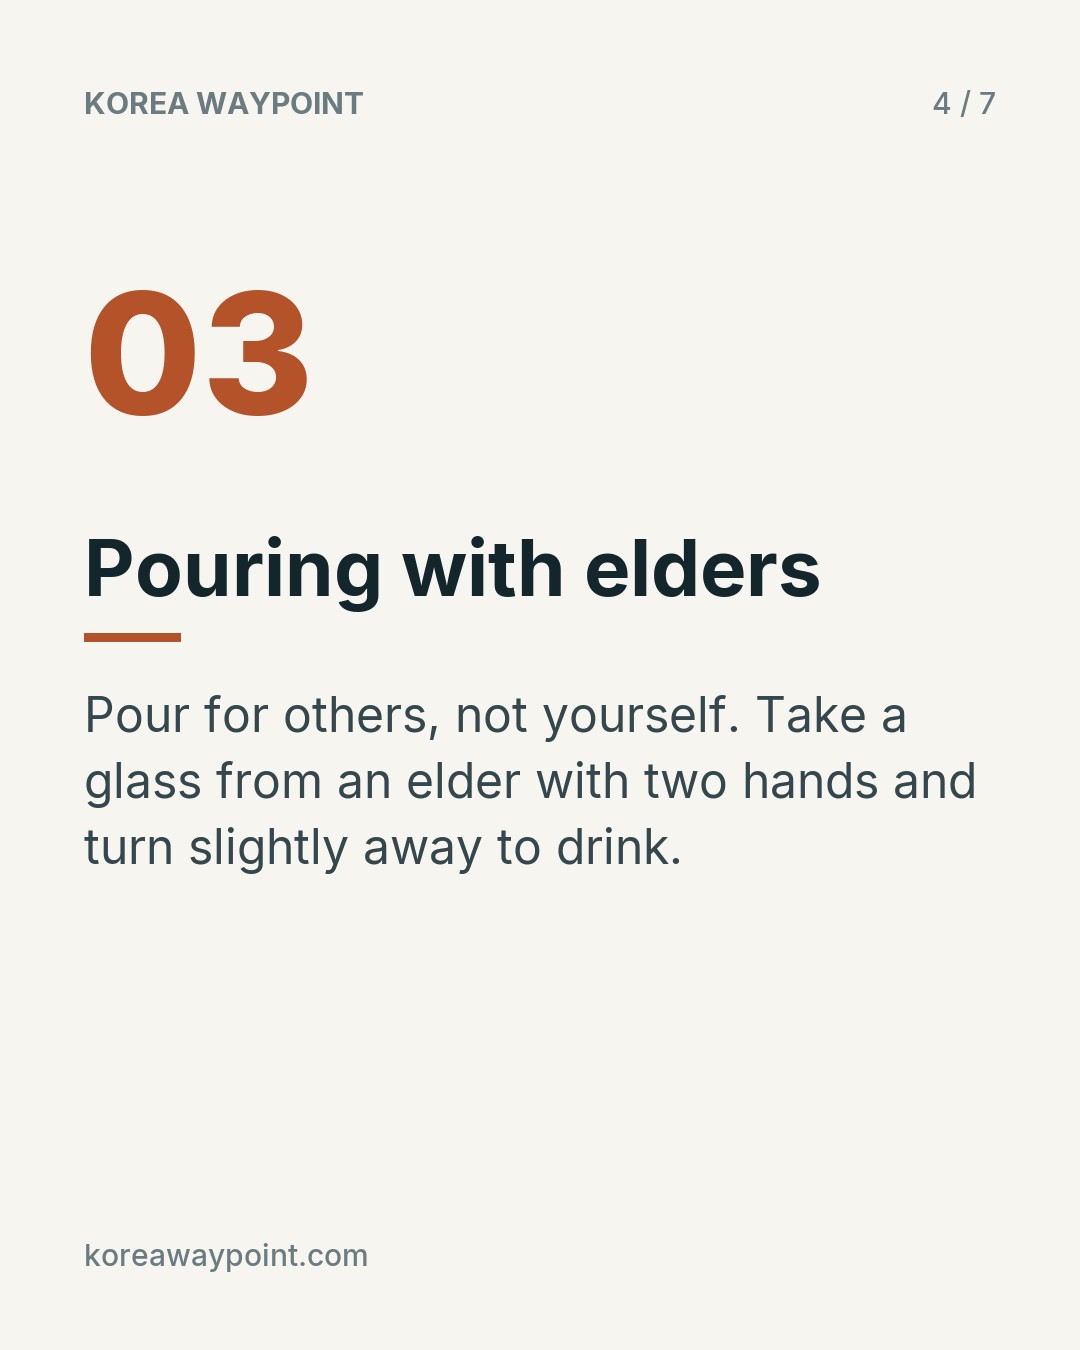 KOREA WAYPOINT
4 / 7
03
Pouring with elders
Pour for others, not yourself. Take a
glass from an elder with two hands and
turn slightly away to drink.
koreawaypoint.com